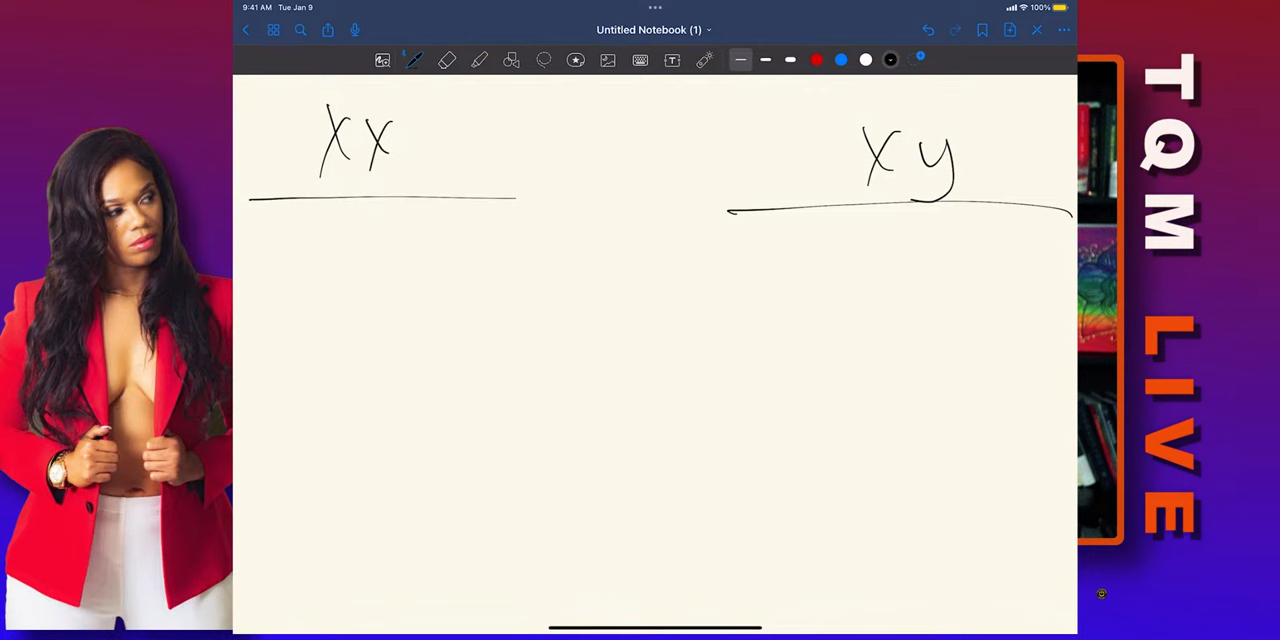 9:41 AM Tue Jan 9
100%
Untitled Notebook (1)
XX
Xy
TQM LIVE